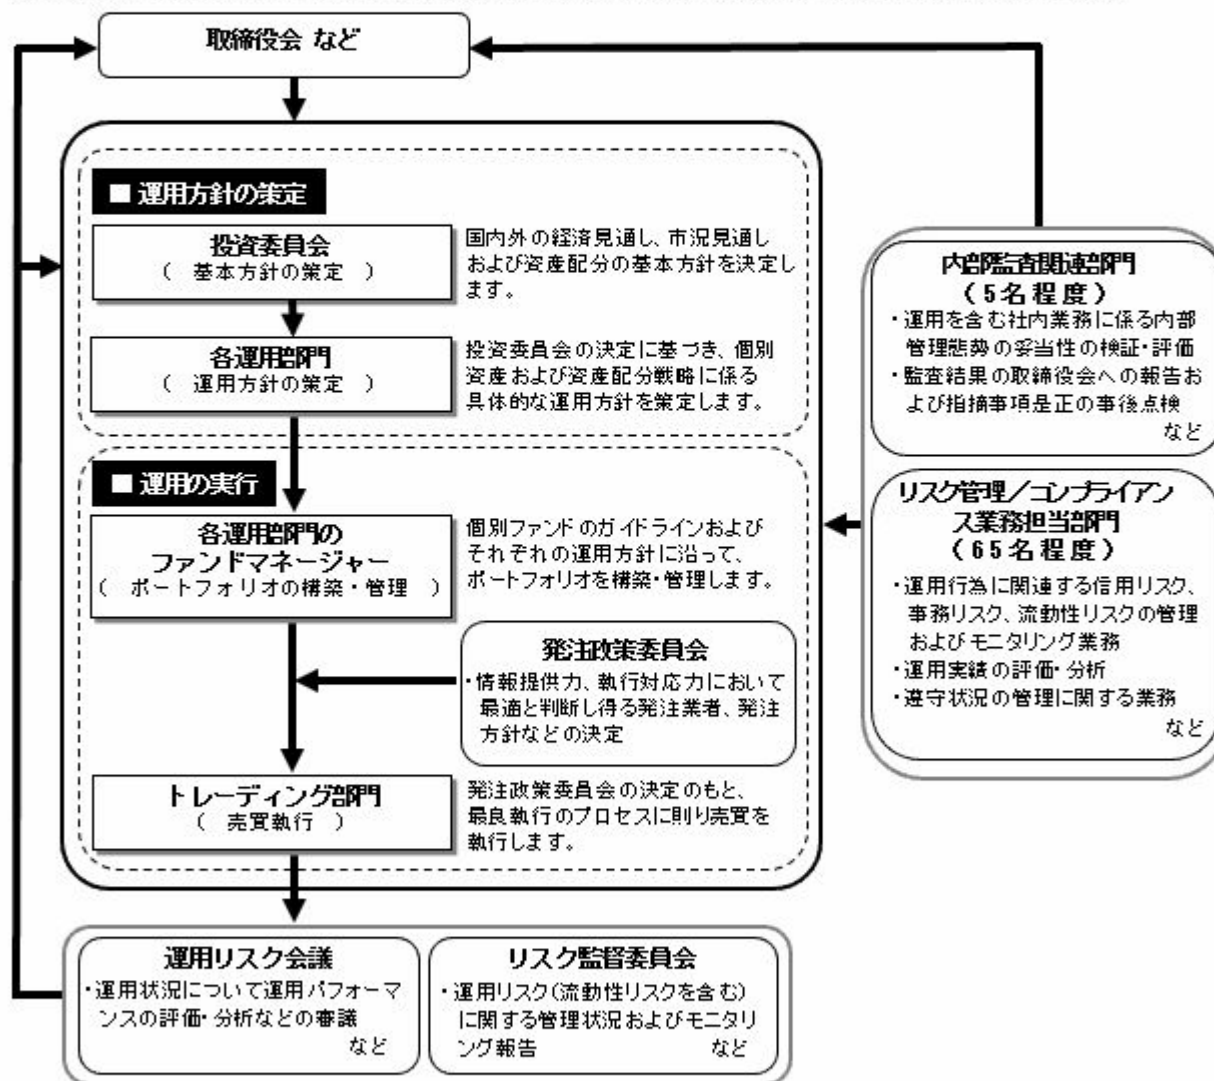 取締役会 など
■ 運用方針の策定
投資委員会
( 基本方針の策定 )
国内外の経済見通し、市況見通し
および資産配分の基本方針を決定し
ます。
各運用部門
( 運用方針の策定 )
投資委員会の決定に基づき、個別
資産および資産配分戦略に係る
具体的な運用方針を策定します。
■ 運用の実行
各運用部門の
ファンドマネージャー
( ポートフォリオの構築・管理 )
個別ファンドのガイドラインおよび
それぞれの運用方針に沿って、
ポートフォリオを構築・管理します。
発注政策委員会
・情報提供力、執行対応力において
最適と判断し得る発注業者、発注
方針などの決定
トレーディング部門
( 売買執行 )
発注政策委員会の決定のもと、
最良執行のプロセスに則り売買を
執行します。
内部監査関連部門
(5名程度)
・運用を含む社内業務に係る内部
管理態勢の妥当性の検証・評価
・監査結果の取締役会への報告お
よび指摘事項是正の事後点検
など
リスク管理/コンプライアン
ス業務担当部門
(65名程度)
・運用行為に関連する信用リスク、
事務リスク、流動性リスクの管理
およびモニタリング業務
・運用実績の評価・分析
・遵守状況の管理に関する業務
など
運用リスク会議
・運用状況について運用パフォーマ
ンスの評価・分析などの審議
など
リスク監督委員会
・運用リスク(流動性リスクを含む)
に関する管理状況およびモニタリ
ング報告 など